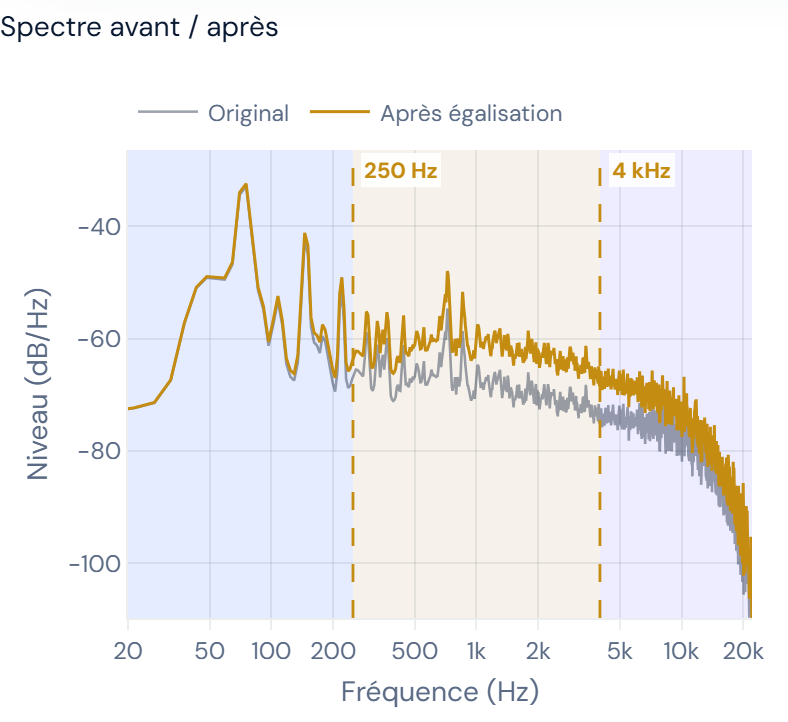 Spectre avant / après
Original
Après égalisation
250 Hz
4 kHz
−40
−60
−80
−100
Niveau (dB/Hz)
20
50
100
200
500
1k
2k
5k
10k
20k
Fréquence (Hz)